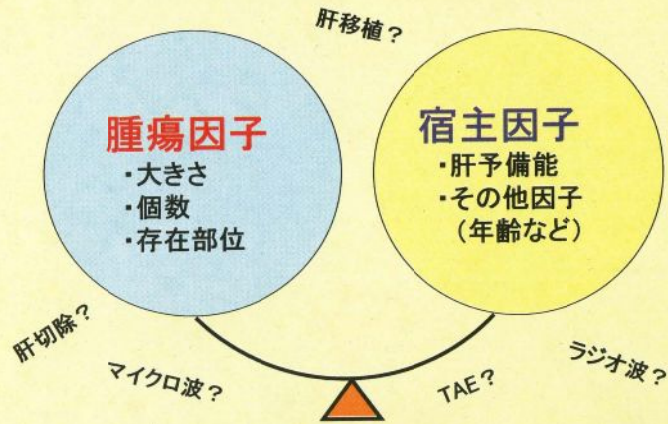 肝移植?
腫瘍因子
・大きさ
・個数
・存在部位
宿主因子
・肝予備能
・その他因子
(年齢など)
肝切除?
マイクロ波?
TAE?
ラジオ波?